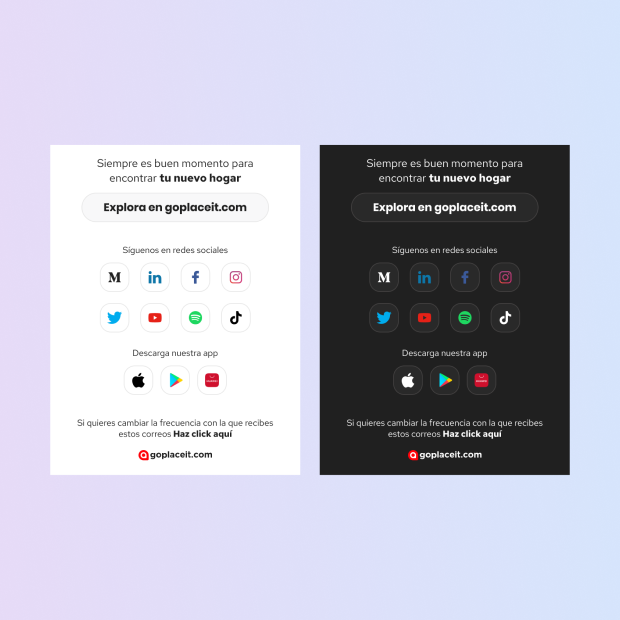 Siempre es buen momento para
encontrar tu nuevo hogar
Explora en goplaceit.com
Síguenos en redes sociales
Descarga nuestra app
Si quieres cambiar la frecuencia con la que recibes
estos correos Haz click aquí
goplaceit.com
Siempre es buen momento para
encontrar tu nuevo hogar
Explora en goplaceit.com
Síguenos en redes sociales
Descarga nuestra app
Si quieres cambiar la frecuencia con la que recibes
estos correos Haz click aquí
goplaceit.com